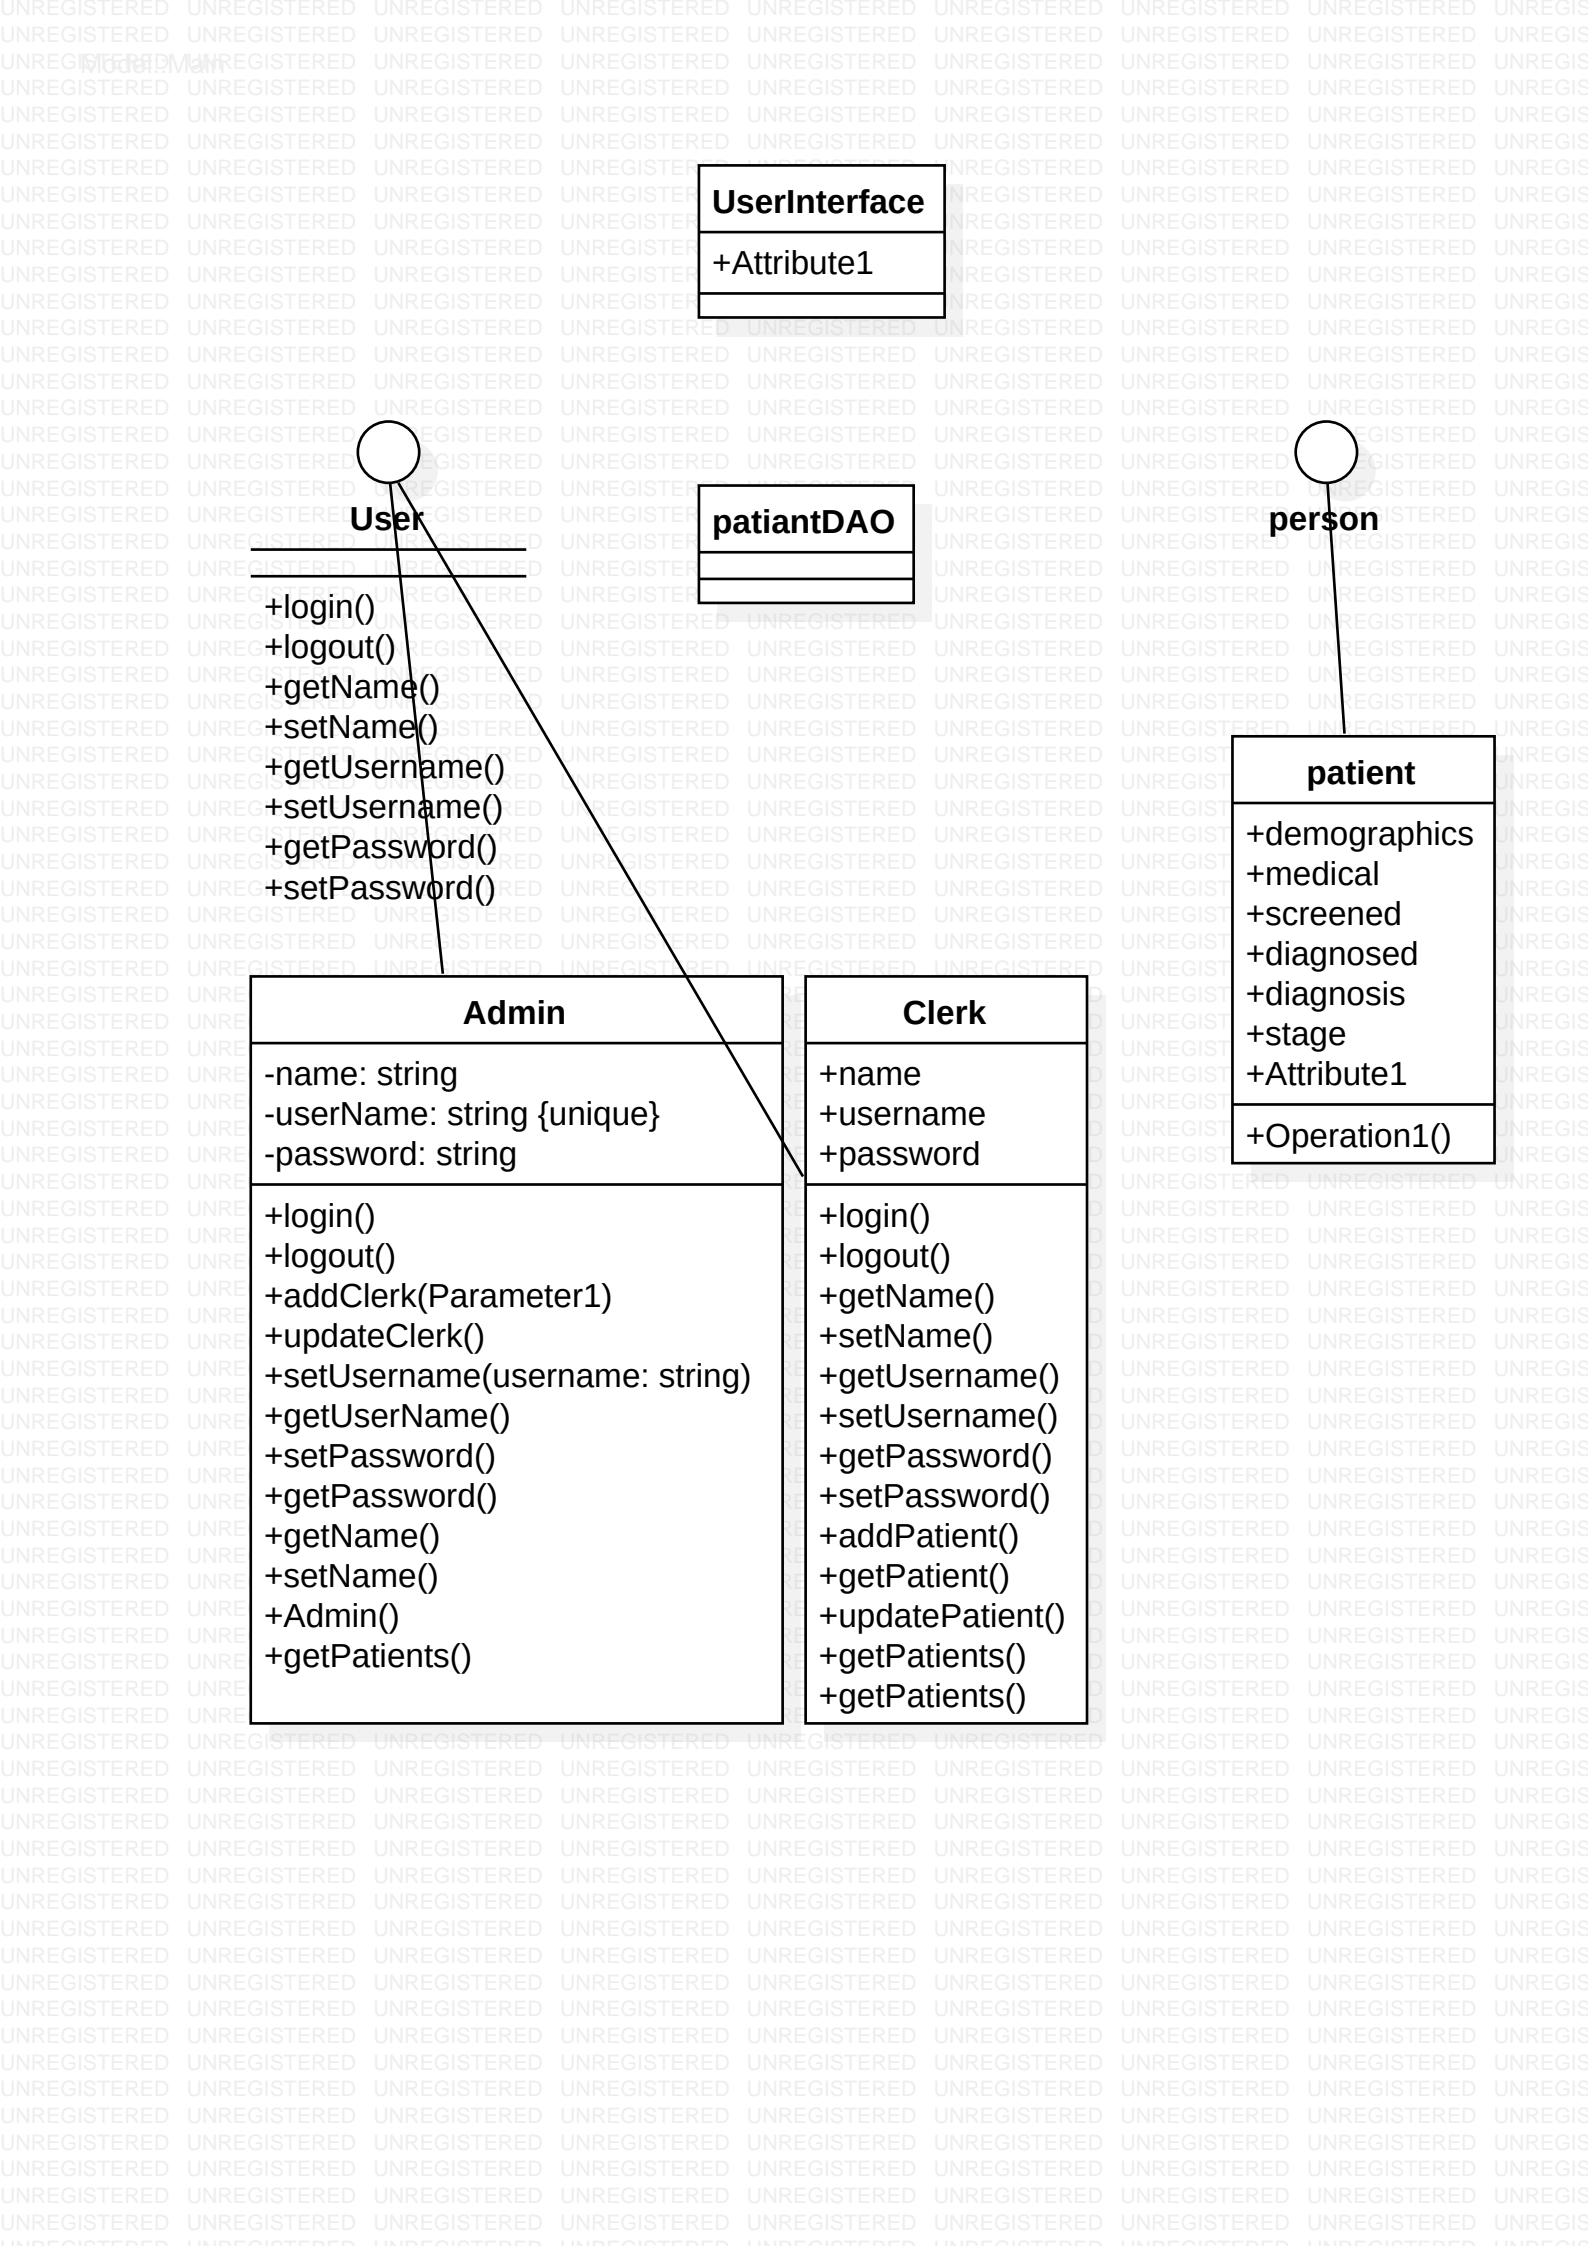 Model::Main
UserInterface
+Attribute1
User
+login()
+logout()
+getName()
+setName()
+getUsername()
+setUsername()
+getPassword()
+setPassword()
patiantDAO
person
patient
+demographics
+medical
+screened
+diagnosed
+diagnosis
+stage
+Attribute1
+Operation1()
Admin
-name: string
-userName: string {unique}
-password: string
+login()
+logout()
+addClerk(Parameter1)
+updateClerk()
+setUsername(username: string)
+getUserName()
+setPassword()
+getPassword()
+getName()
+setName()
+Admin()
+getPatients()
Clerk
+name
+username
+password
+login()
+logout()
+getName()
+setName()
+getUsername()
+setUsername()
+getPassword()
+setPassword()
+addPatient()
+getPatient()
+updatePatient()
+getPatients()
+getPatients()
UNREGISTERED